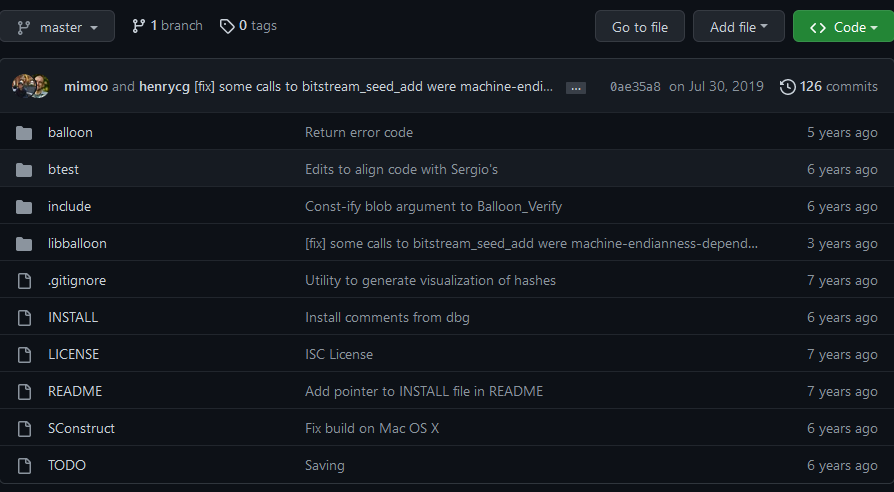 master 1 branch 0 tags Go to file Add file Code
mimoo and henrycg [fix] some calls to bitstream_seed_add were machine-endi... ... 0ae35a8 on Jul 30, 2019 126 commits
balloon Return error code 5 years ago
btest Edits to align code with Sergio's 6 years ago
include Const-ify blob argument to Balloon_Verify 6 years ago
libballoon [fix] some calls to bitstream_seed_add were machine-endianness-depend... 3 years ago
.gitignore Utility to generate visualization of hashes 7 years ago
INSTALL Install comments from dbg 6 years ago
LICENSE ISC License 7 years ago
README Add pointer to INSTALL file in README 7 years ago
SConstruct Fix build on Mac OS X 6 years ago
TODO Saving 6 years ago